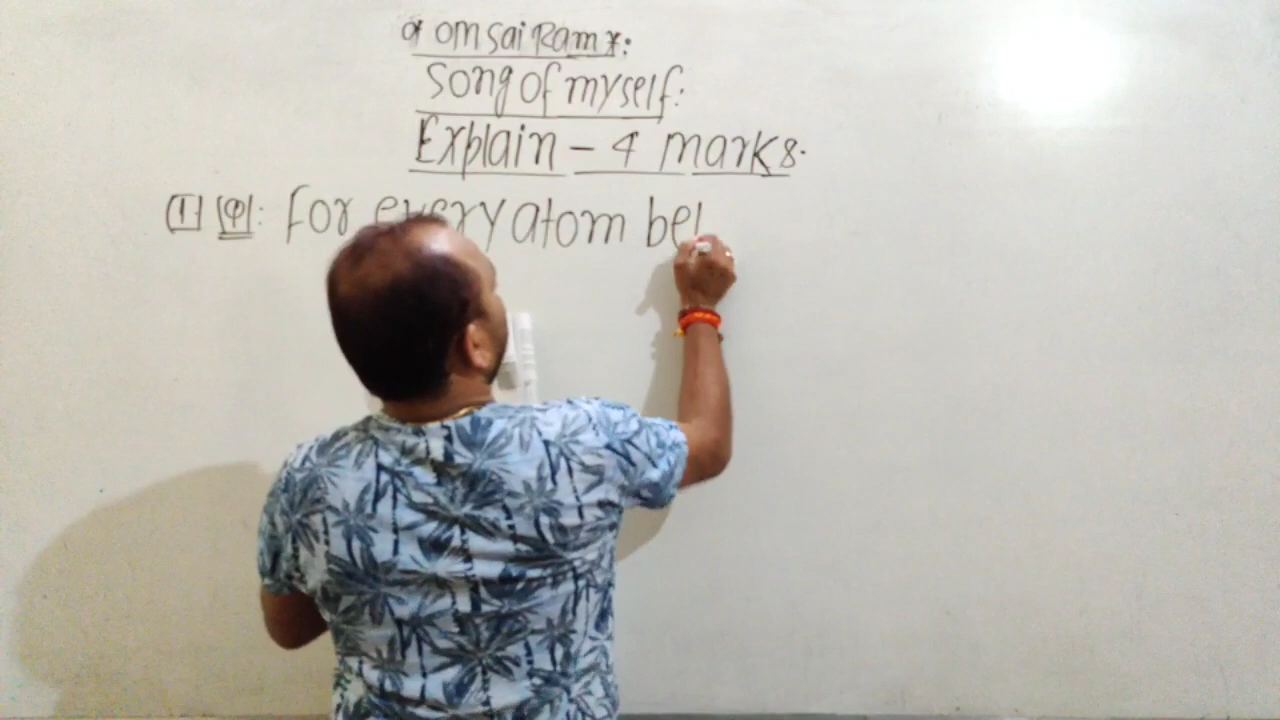 * om sai Ram *:
Song of myself:
Explain - 4 marks.
[1] [Q]: For every atom bel